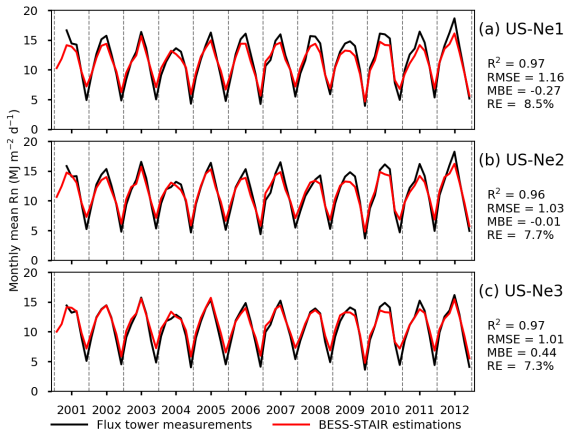 Monthly mean Rn (MJ m⁻² d⁻¹)
20
15
10
5
0
(a) US-Ne1
R² = 0.97
RMSE = 1.16
MBE = -0.27
RE = 8.5%
20
15
10
5
0
(b) US-Ne2
R² = 0.96
RMSE = 1.03
MBE = -0.01
RE = 7.7%
20
15
10
5
0
(c) US-Ne3
R² = 0.97
RMSE = 1.01
MBE = 0.44
RE = 7.3%
2001 2002 2003 2004 2005 2006 2007 2008 2009 2010 2011 2012
Flux tower measurements BESS-STAIR estimations